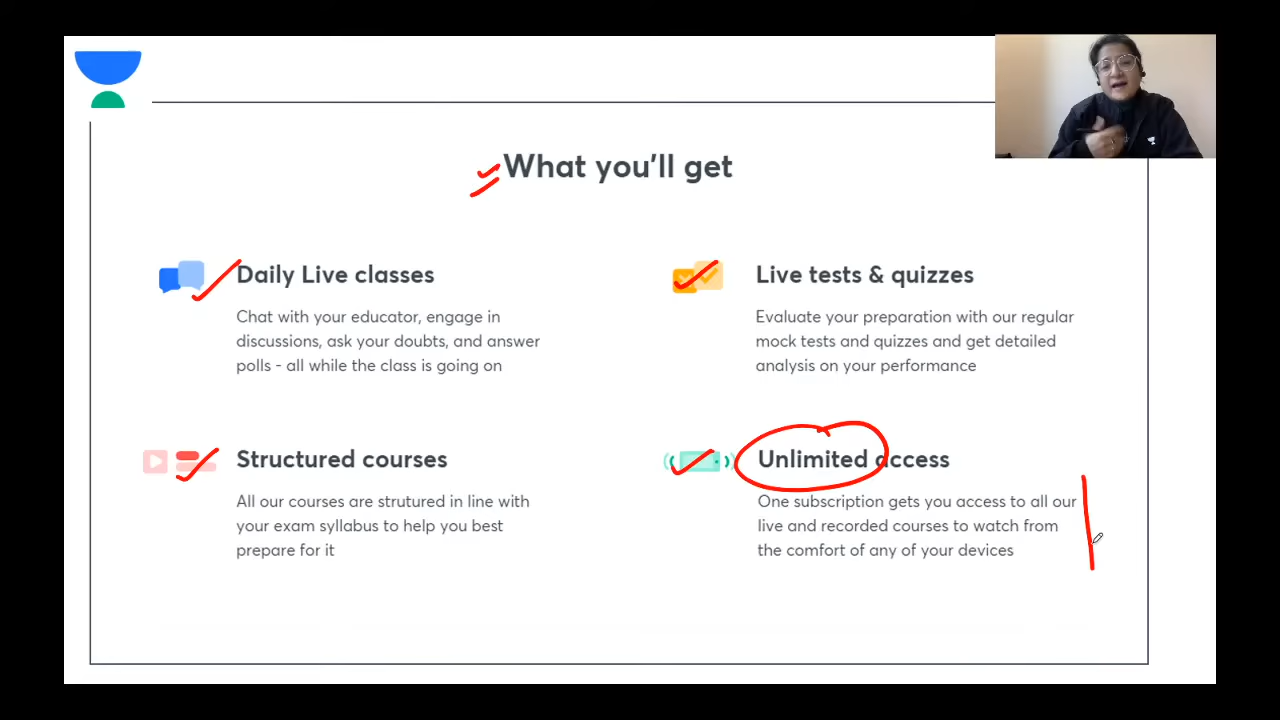 What you'll get
Daily Live classes
Chat with your educator, engage in
discussions, ask your doubts, and answer
polls - all while the class is going on
Live tests & quizzes
Evaluate your preparation with our regular
mock tests and quizzes and get detailed
analysis on your performance
Structured courses
All our courses are strutured in line with
your exam syllabus to help you best
prepare for it
Unlimited access
One subscription gets you access to all our
live and recorded courses to watch from
the comfort of any of your devices